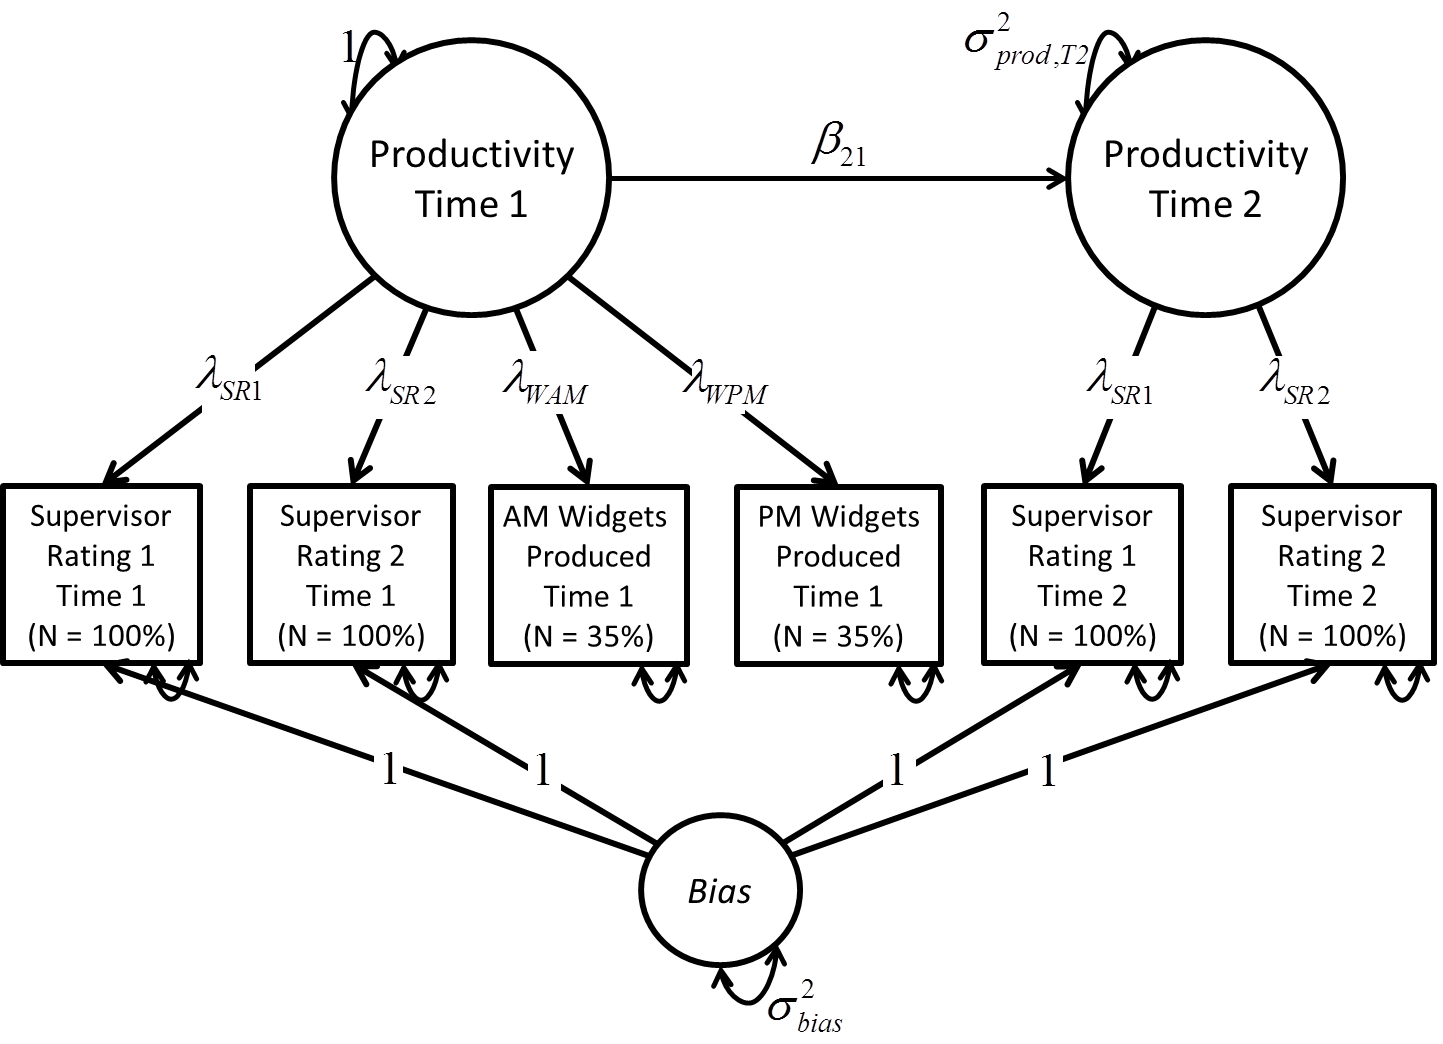 1
σ²prod,T2
Productivity
Time 1
β21
Productivity
Time 2
λSR1
λSR2
λWAM
λWPM
λSR1
λSR2
Supervisor
Rating 1
Time 1
(N = 100%)
Supervisor
Rating 2
Time 1
(N = 100%)
AM Widgets
Produced
Time 1
(N = 35%)
PM Widgets
Produced
Time 1
(N = 35%)
Supervisor
Rating 1
Time 2
(N = 100%)
Supervisor
Rating 2
Time 2
(N = 100%)
1
1
1
1
Bias
σ²bias